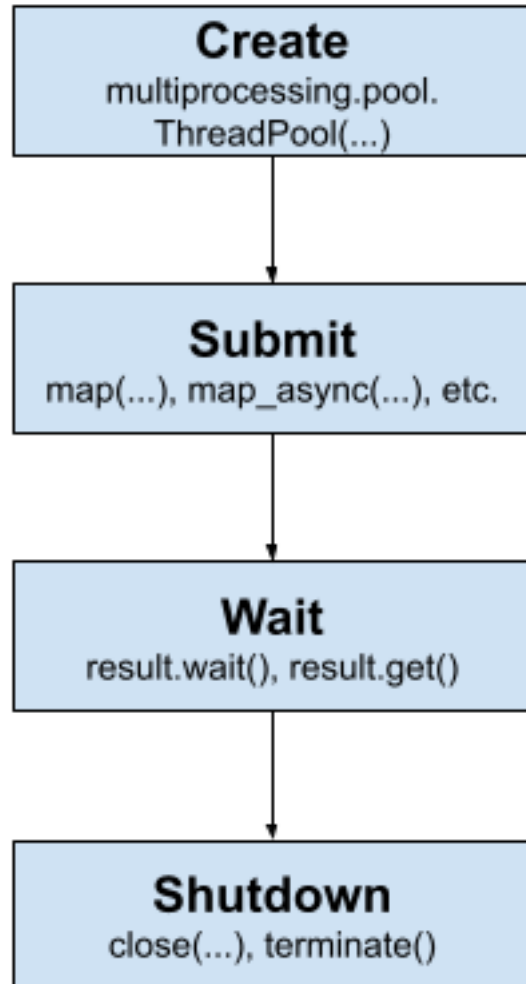 Create
multiprocessing.pool.
ThreadPool(...)
Submit
map(...), map_async(...), etc.
Wait
result.wait(), result.get()
Shutdown
close(...), terminate()